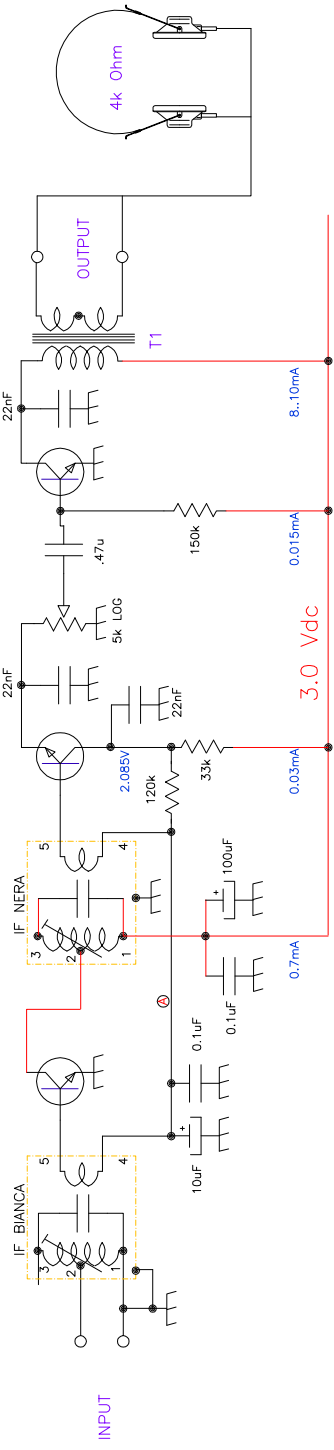 INPUT
IF BIANCA
3
2
1
5
4
10uF
+
0.1uF
A
IF NERA
3
2
1
5
4
0.1uF
+
100uF
0.7mA
120k
2.085V
22nF
33k
0.03mA
22nF
5k LOG
.47u
150k
0.015mA
3.0 Vdc
22nF
T1
8..10mA
OUTPUT
4k Ohm